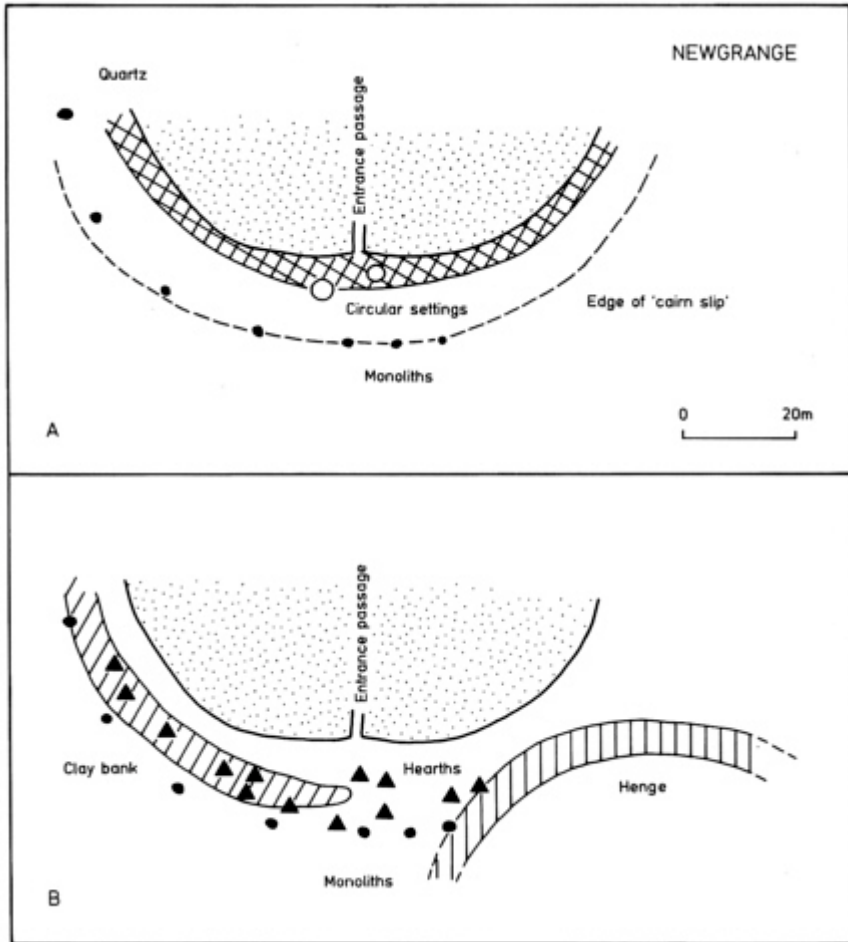 NEWGRANGE
Quartz
Entrance passage
Circular settings
Edge of 'cairn slip'
Monoliths
0 20m
A
Entrance passage
Clay bank
Hearths
Henge
Monoliths
B